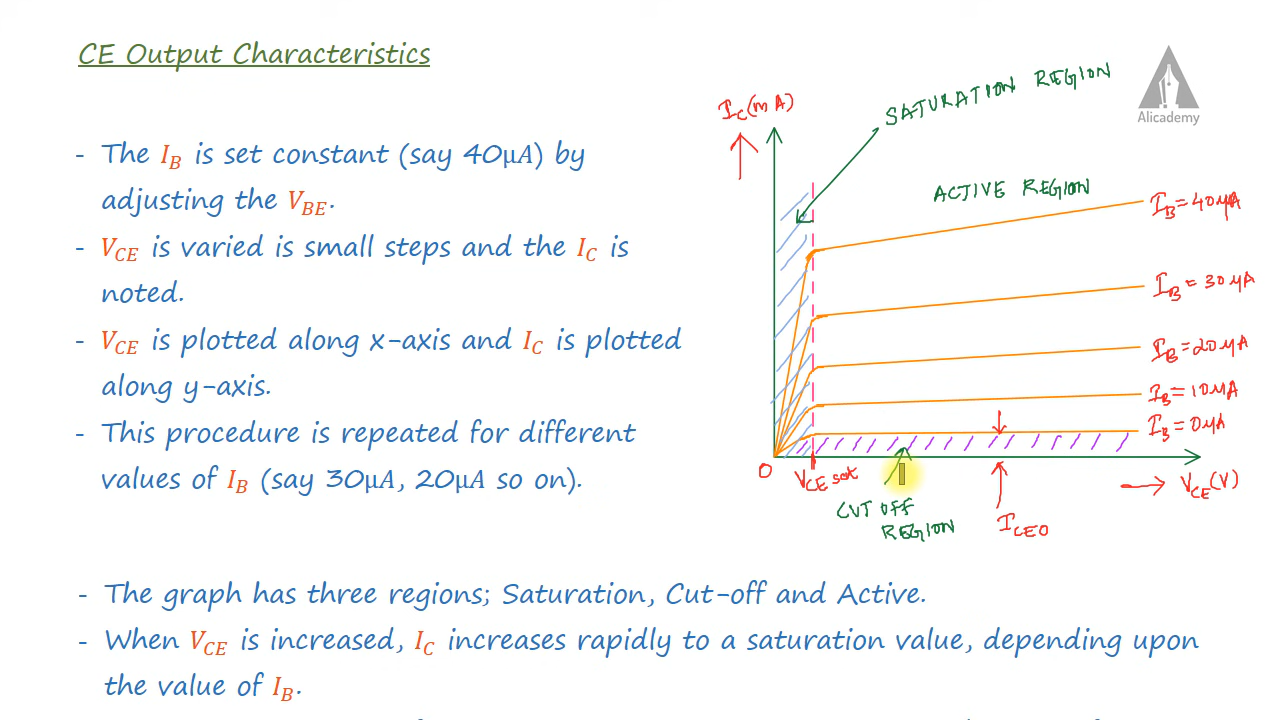 CE Output Characteristics
- The I_B is set constant (say 40μA) by
adjusting the V_BE.
- V_CE is varied is small steps and the I_C is
noted.
- V_CE is plotted along x-axis and I_C is plotted
along y-axis.
- This procedure is repeated for different
values of I_B (say 30μA, 20μA so on).
I_C(mA)
SATURATION REGION
Alicademy
ACTIVE REGION
I_B=40μA
I_B=30μA
I_B=20μA
I_B=10μA
I_B=0μA
0
V_CE sat
V_CE(V)
CUT OFF
REGION
I_CEO
- The graph has three regions; Saturation, Cut-off and Active.
- When V_CE is increased, I_C increases rapidly to a saturation value, depending upon
the value of I_B.